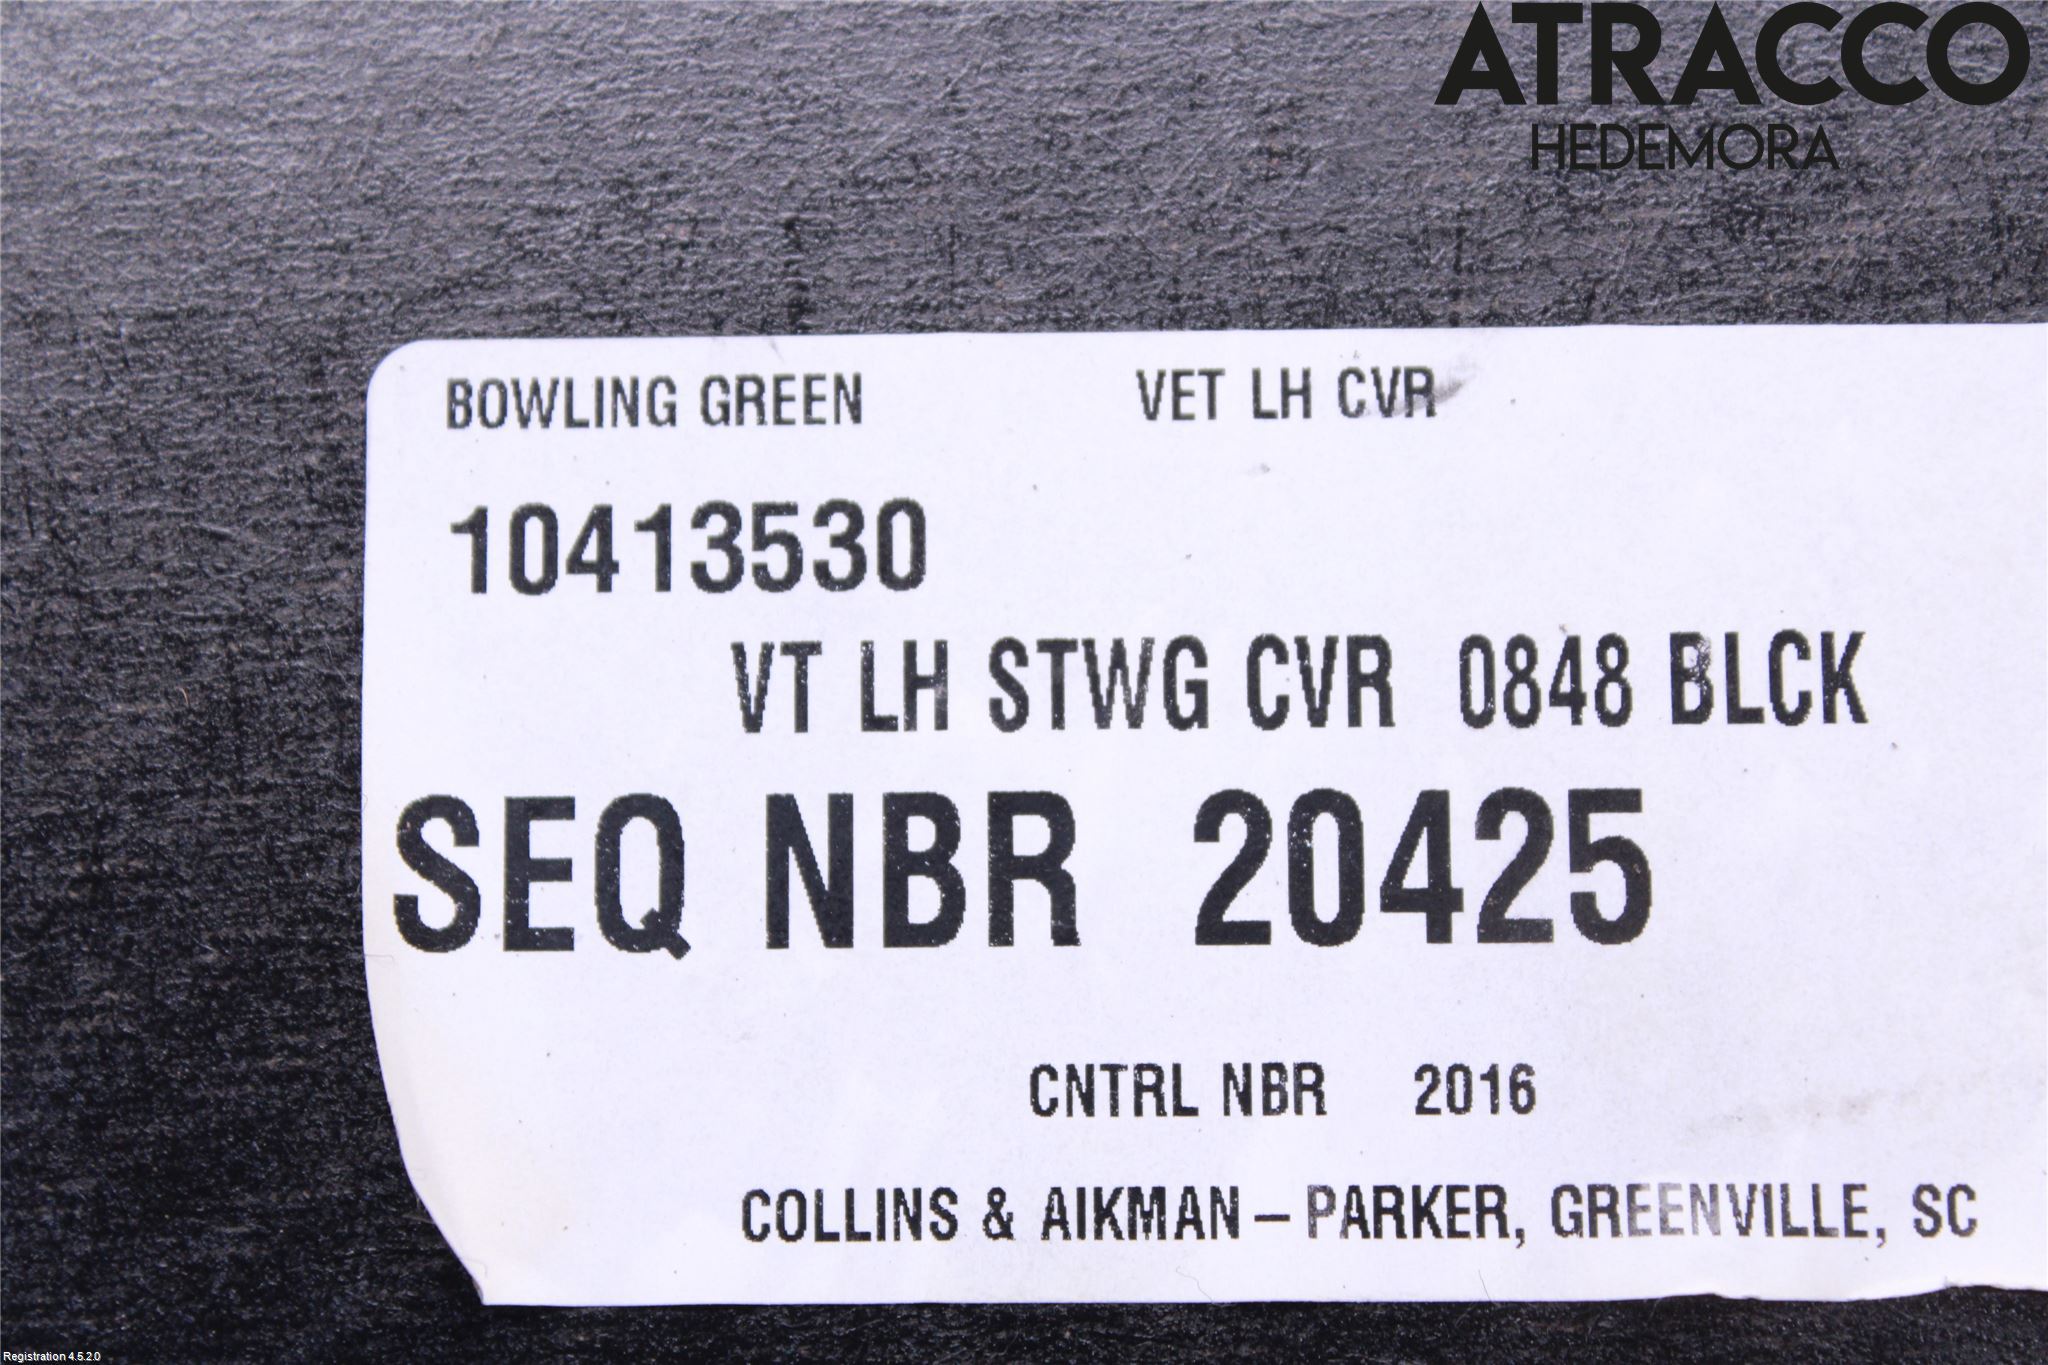 ATRACCO
HEDEMORA
BOWLING GREEN VET LH CVR
10413530
VT LH STWG CVR 0848 BLCK
SEQ NBR 20425
CNTRL NBR 2016
COLLINS & AIKMAN – PARKER, GREENVILLE, SC
Registration 4.5.2.0